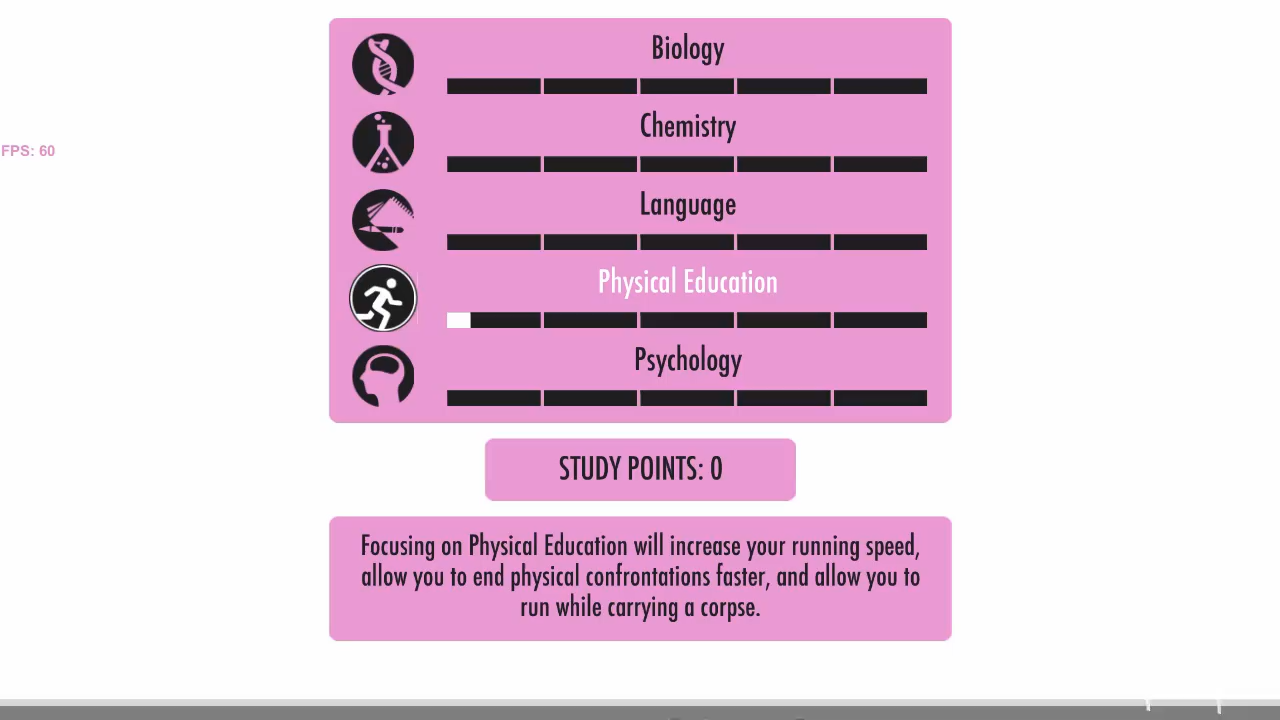 Biology
Chemistry
FPS: 60
Language
Physical Education
Psychology
STUDY POINTS: 0
Focusing on Physical Education will increase your running speed,
allow you to end physical confrontations faster, and allow you to
run while carrying a corpse.